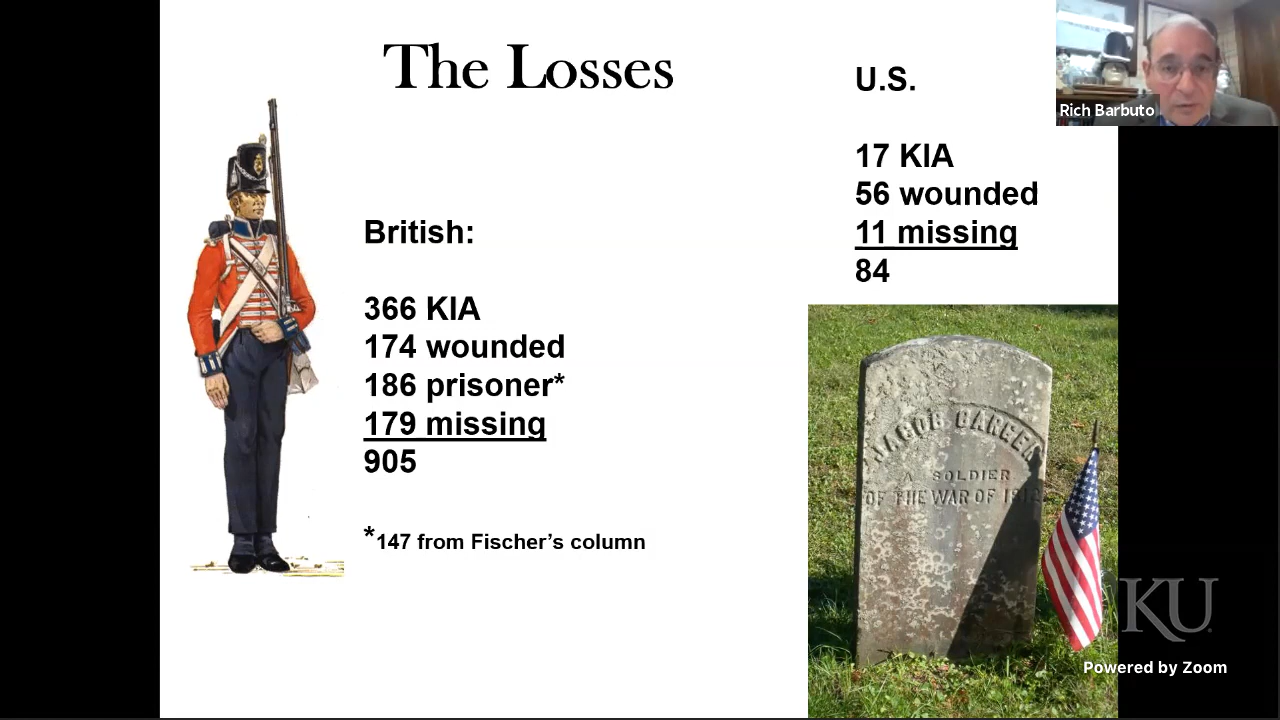 The Losses
British:
366 KIA
174 wounded
186 prisoner*
179 missing
905
*147 from Fischer’s column
U.S.
17 KIA
56 wounded
11 missing
84
Rich Barbuto
JACOB
A SOLDIER
OF THE WAR OF 1812
KU
Powered by Zoom